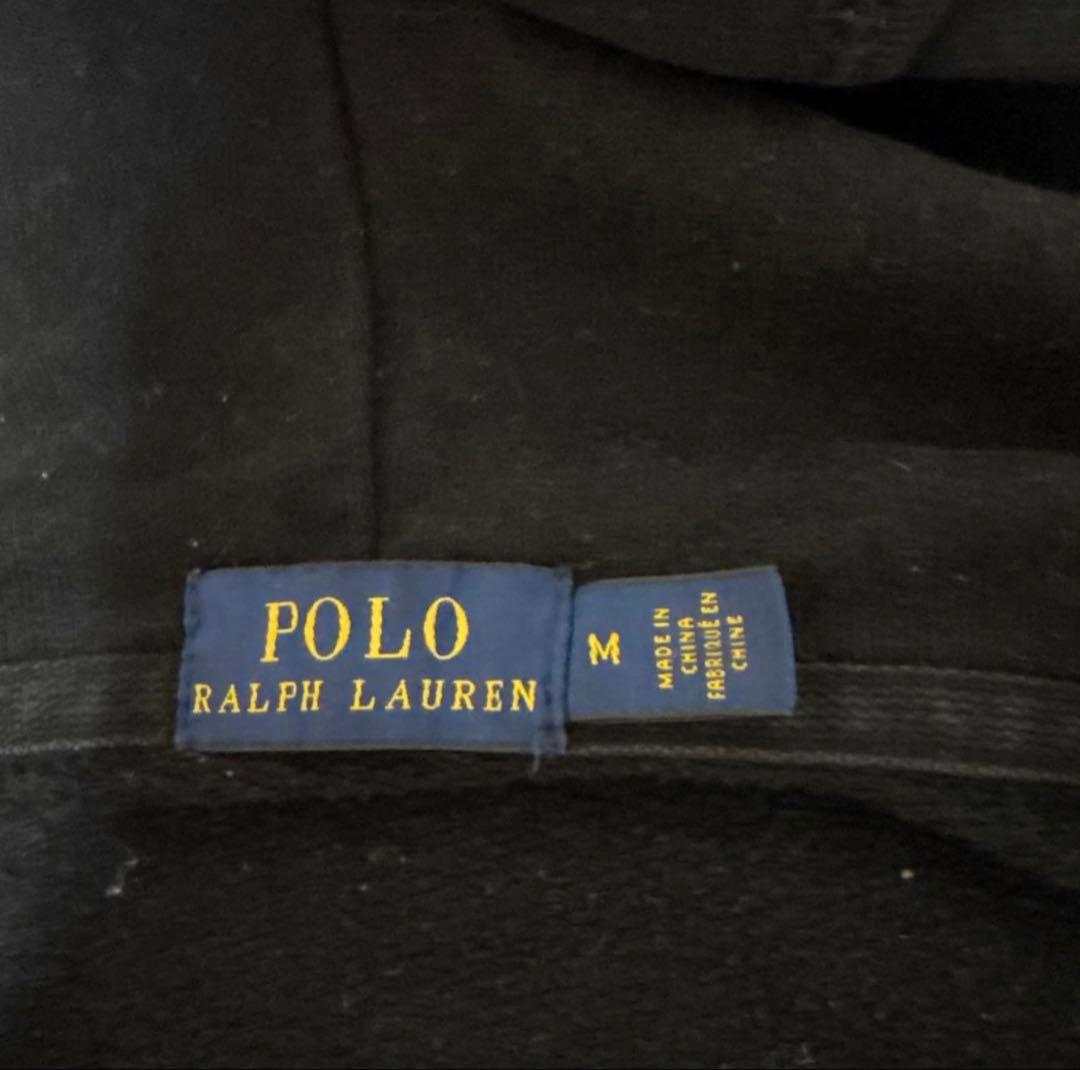 POLO
RALPH LAUREN
M
MADE IN
CHINA
FABRIQUÉ EN
CHINE